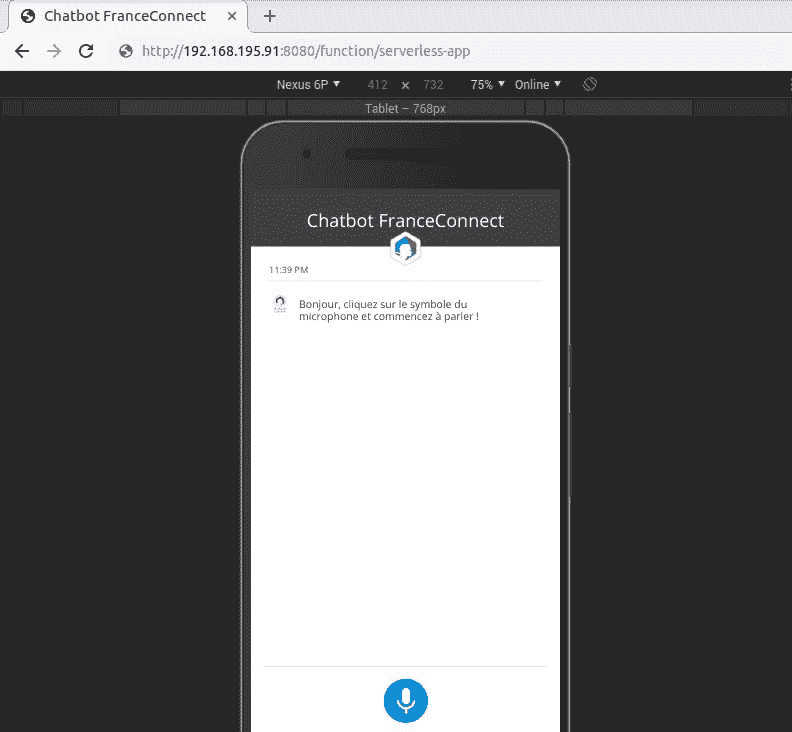 Chatbot FranceConnect
http://192.168.195.91:8080/function/serverless-app
Nexus 6P ▼ 412 × 732 75% ▼ Online ▼
Tablet – 768px
Chatbot FranceConnect
11:39 PM
Bonjour, cliquez sur le symbole du
microphone et commencez à parler !